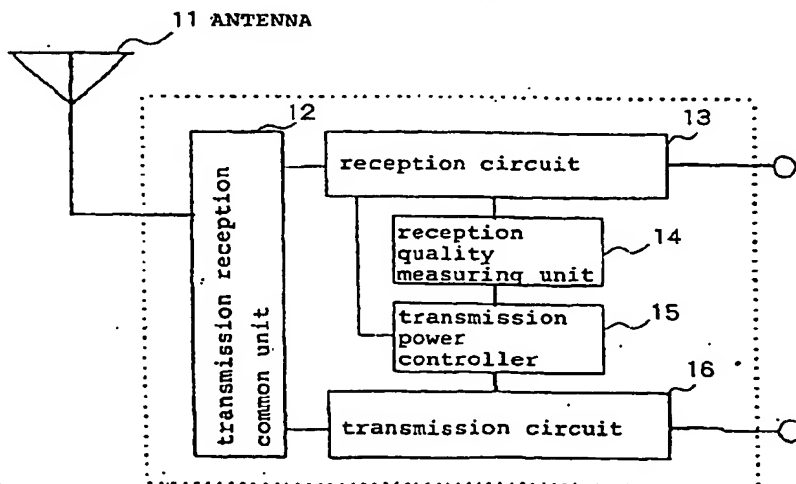 11 ANTENNA
12
13
transmission reception
common unit
reception circuit
reception
quality
measuring unit
14
transmission
power
controller
15
16
transmission circuit